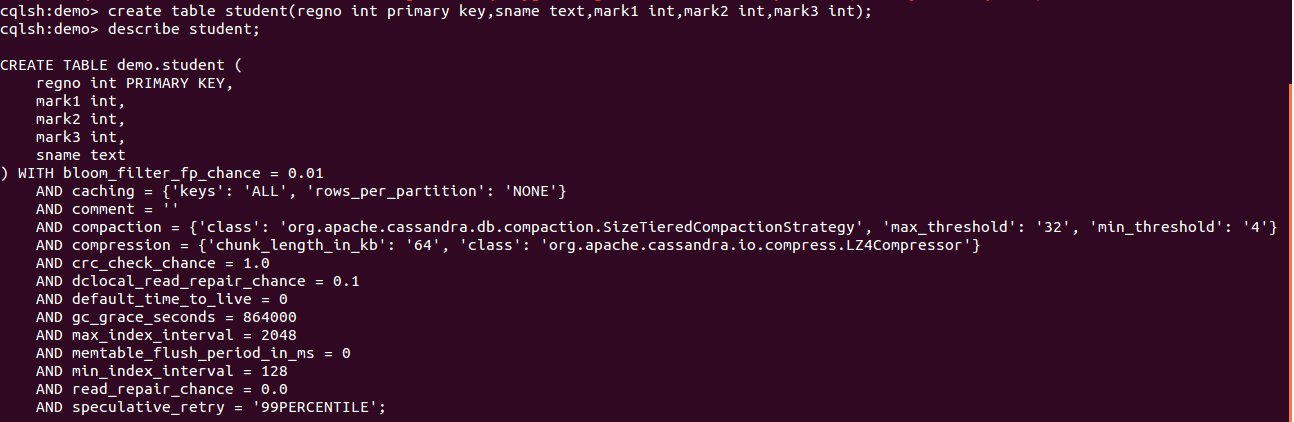 cqlsh:demo> create table student(regno int primary key,sname text,mark1 int,mark2 int,mark3 int);
cqlsh:demo> describe student;

CREATE TABLE demo.student (
    regno int PRIMARY KEY,
    mark1 int,
    mark2 int,
    mark3 int,
    sname text
) WITH bloom_filter_fp_chance = 0.01
    AND caching = {'keys': 'ALL', 'rows_per_partition': 'NONE'}
    AND comment = ''
    AND compaction = {'class': 'org.apache.cassandra.db.compaction.SizeTieredCompactionStrategy', 'max_threshold': '32', 'min_threshold': '4'}
    AND compression = {'chunk_length_in_kb': '64', 'class': 'org.apache.cassandra.io.compress.LZ4Compressor'}
    AND crc_check_chance = 1.0
    AND dclocal_read_repair_chance = 0.1
    AND default_time_to_live = 0
    AND gc_grace_seconds = 864000
    AND max_index_interval = 2048
    AND memtable_flush_period_in_ms = 0
    AND min_index_interval = 128
    AND read_repair_chance = 0.0
    AND speculative_retry = '99PERCENTILE';